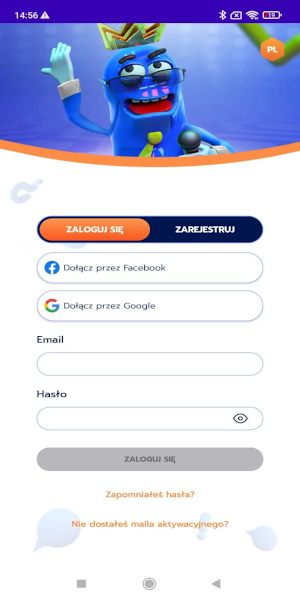 14:56
19
PL
ZALOGUJ SIĘ
ZAREJESTRUJ
Dołącz przez Facebook
Dołącz przez Google
Email
Hasło
ZALOGUJ SIĘ
Zapomniałeś hasła?
Nie dostałeś maila aktywacyjnego?